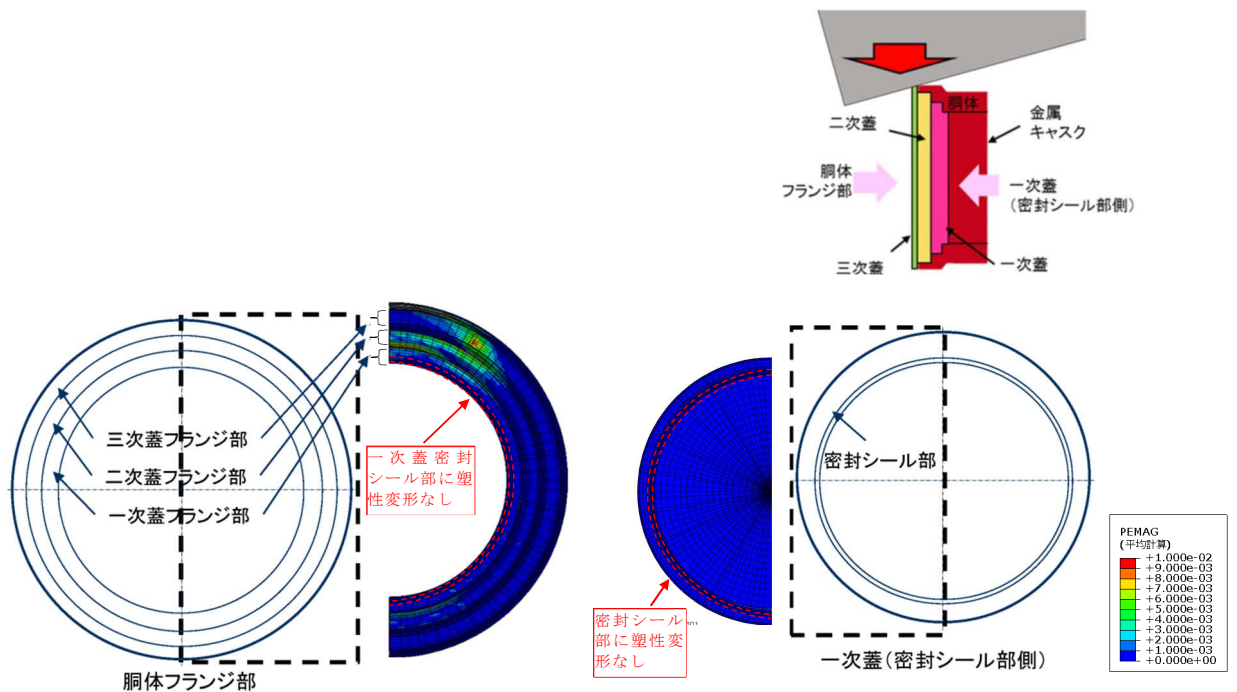 胴体
二次蓋
金属
キャスク
胴体
フランジ部
一次蓋
(密封シール部側)
三次蓋
一次蓋
三次蓋フランジ部
二次蓋フランジ部
一次蓋フランジ部
一次蓋密封
シール部に塑
性変形なし
胴体フランジ部
密封シール部
密封シール
部に塑性変
形なし
一次蓋(密封シール部側)
PEMAG
(平均計算)
+1.000e-02
+9.000e-03
+8.000e-03
+7.000e-03
+6.000e-03
+5.000e-03
+4.000e-03
+3.000e-03
+2.000e-03
+1.000e-03
+0.000e+00